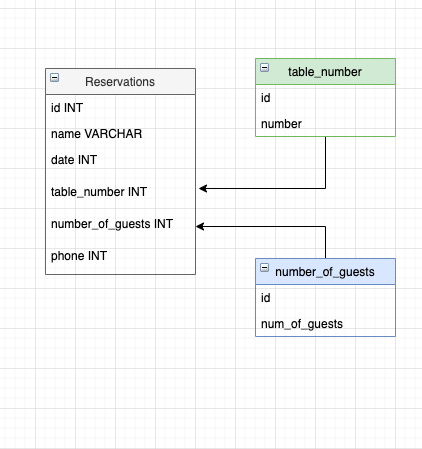 Reservations
id INT
name VARCHAR
date INT
table_number INT
number_of_guests INT
phone INT
table_number
id
number
number_of_guests
id
num_of_guests